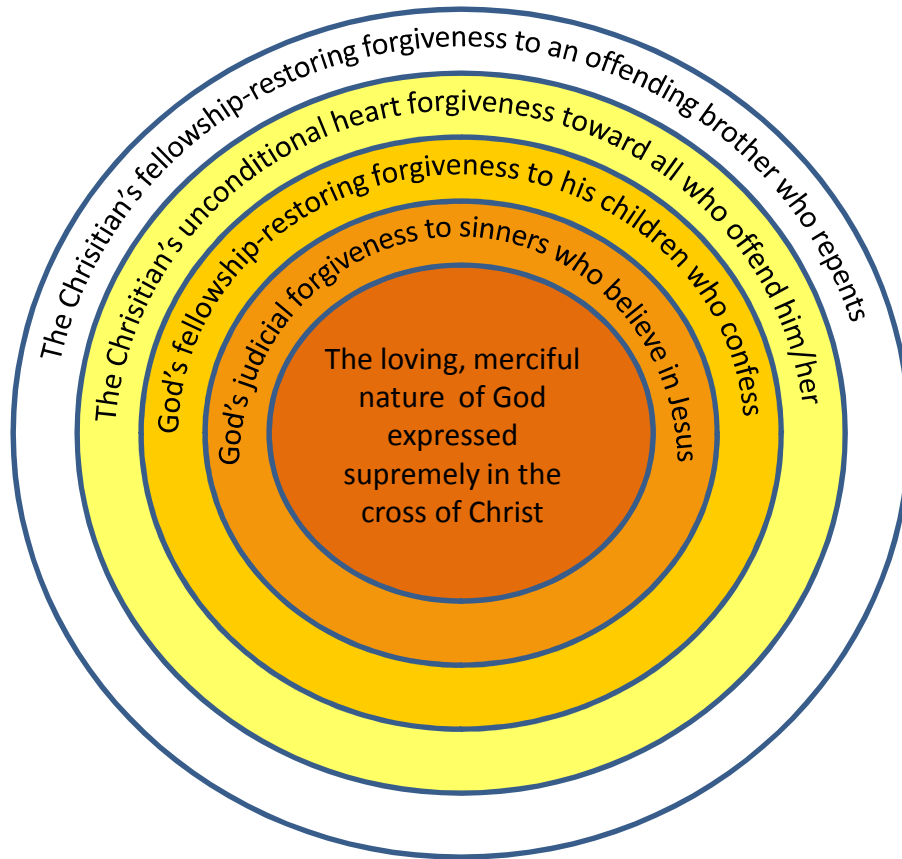 The Chrisitian’s fellowship-restoring forgiveness to an offending brother who repents
The Chrisitian’s unconditional heart forgiveness toward all who offend him/her
God’s fellowship-restoring forgiveness to his children who confess
God’s judicial forgiveness to sinners who believe in Jesus
The loving, merciful
nature of God
expressed
supremely in the
cross of Christ